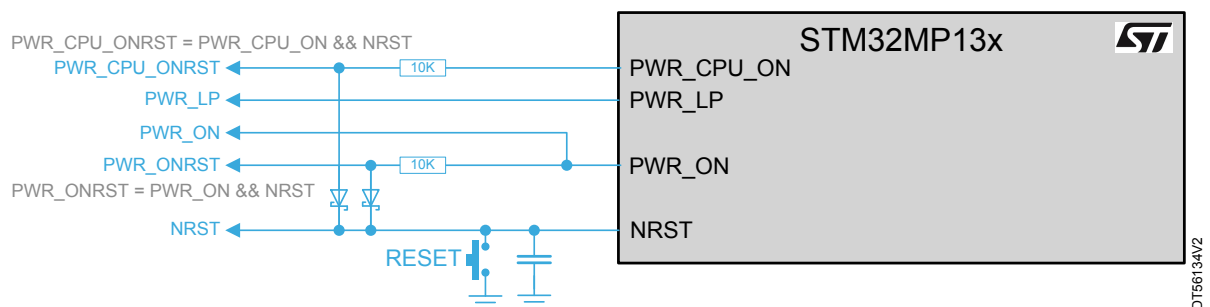 STM32MP13x
PWR_CPU_ONRST = PWR_CPU_ON && NRST
PWR_CPU_ONRST
10K
PWR_CPU_ON
PWR_LP
PWR_LP
PWR_ON
PWR_ONRST
10K
PWR_ON
PWR_ONRST = PWR_ON && NRST
NRST
NRST
RESET
DT56134V2